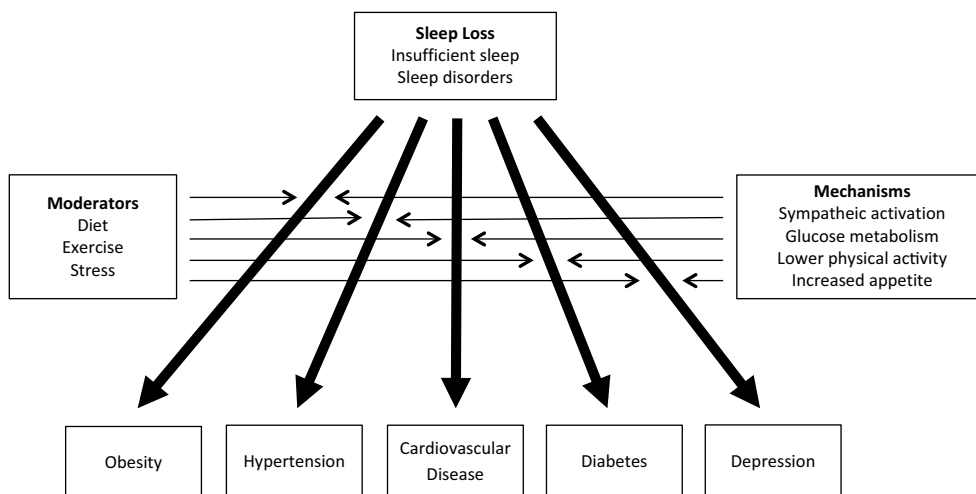 Sleep Loss
Insufficient sleep
Sleep disorders
Moderators
Diet
Exercise
Stress
Mechanisms
Sympatheic activation
Glucose metabolism
Lower physical activity
Increased appetite
Obesity
Hypertension
Cardiovascular
Disease
Diabetes
Depression